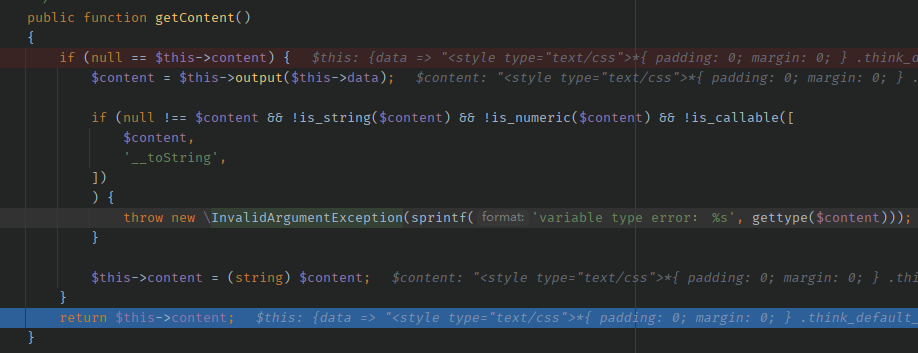 public function getContent()
{
if (null == $this->content) { $this: {data => "<style type="text/css">*{ padding: 0; margin: 0; } .think_d
$content = $this->output($this->data); $content: "<style type="text/css">*{ padding: 0; margin: 0; } .
if (null !== $content && !is_string($content) && !is_numeric($content) && !is_callable([
$content,
'__toString',
])
) {
throw new \InvalidArgumentException(sprintf( format: 'variable type error: %s', gettype($content)));
}
$this->content = (string) $content; $content: "<style type="text/css">*{ padding: 0; margin: 0; } .thi
}
return $this->content; $this: {data => "<style type="text/css">*{ padding: 0; margin: 0; } .think_default_
}